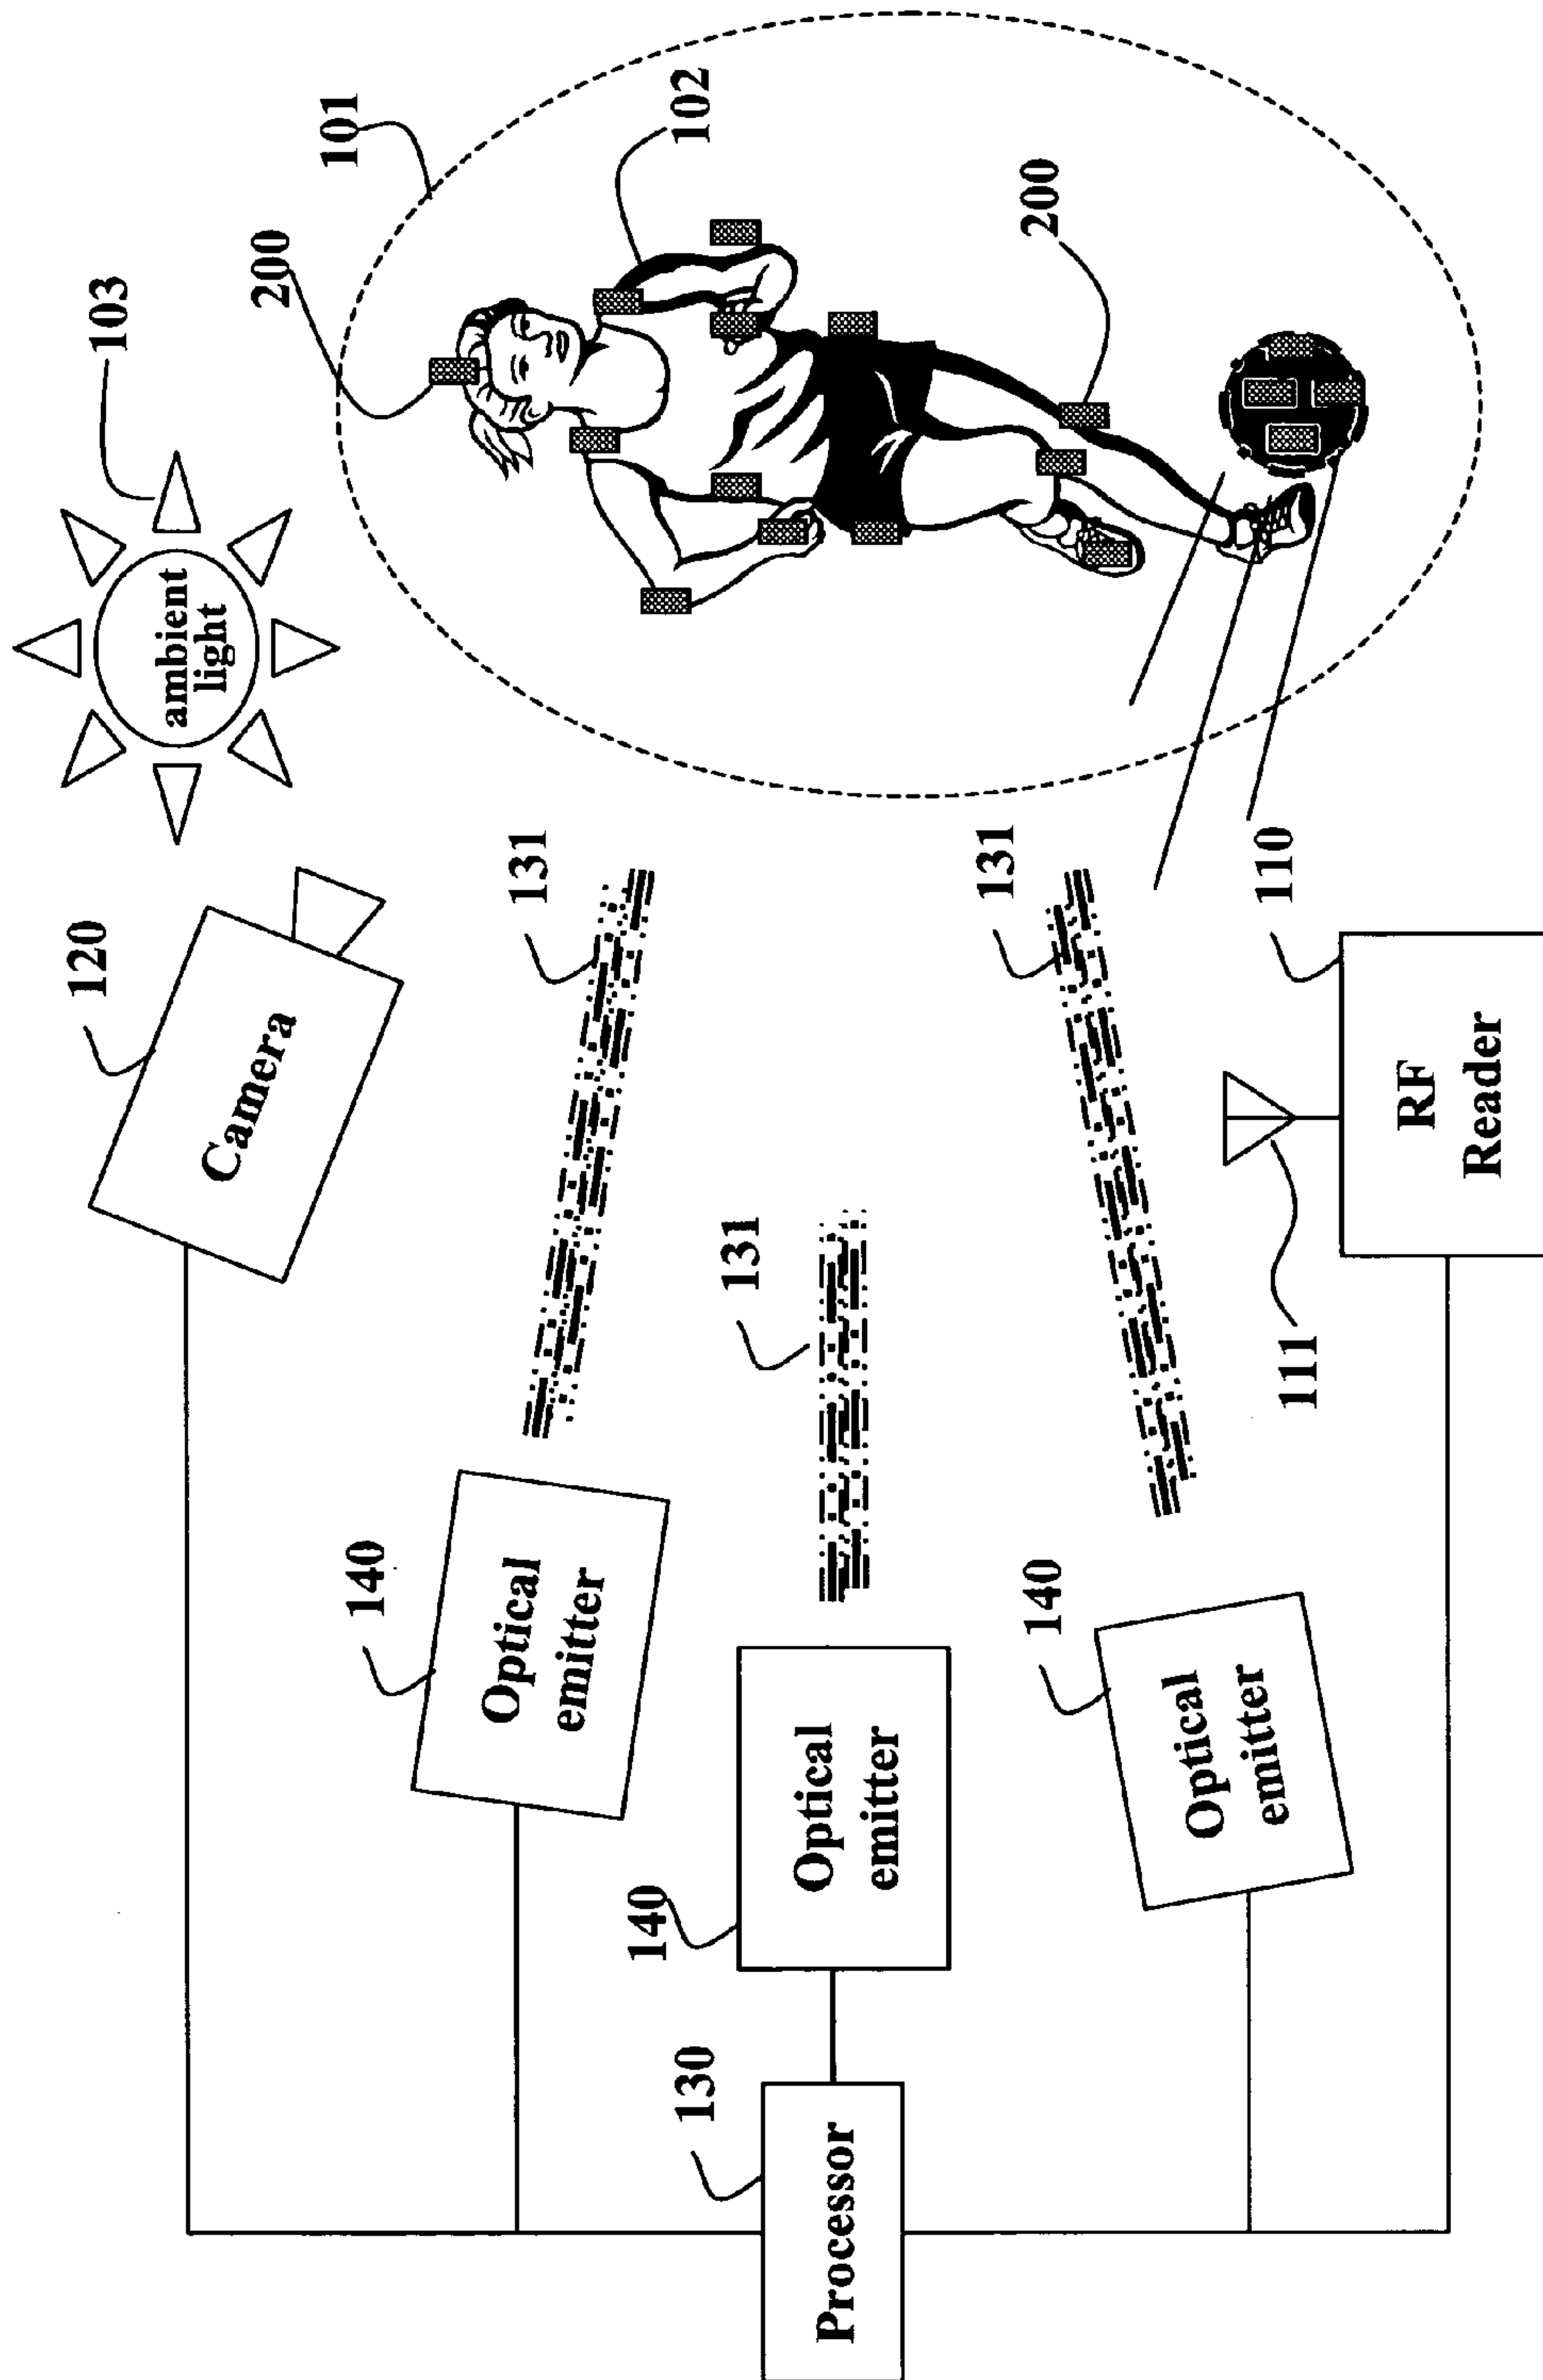 103
ambient
light
200
101
102
200
120
Camera
131
131
131
140
Optical
emitter
140
Optical
emitter
140
Optical
emitter
130
Processor
110
111
RF
Reader